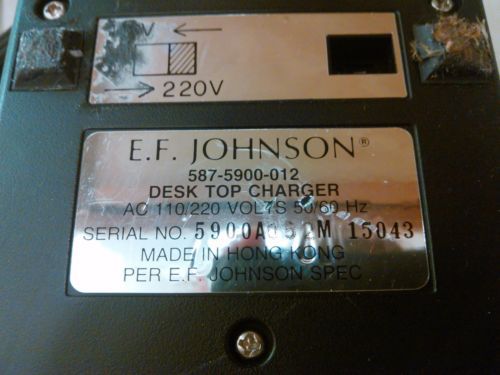 V
220V
E.F. JOHNSON®
587-5900-012
DESK TOP CHARGER
AC 110/220 VOLTS 50/60 Hz
SERIAL NO. 5900A052M 15043
MADE IN HONG KONG
PER E.F. JOHNSON SPEC